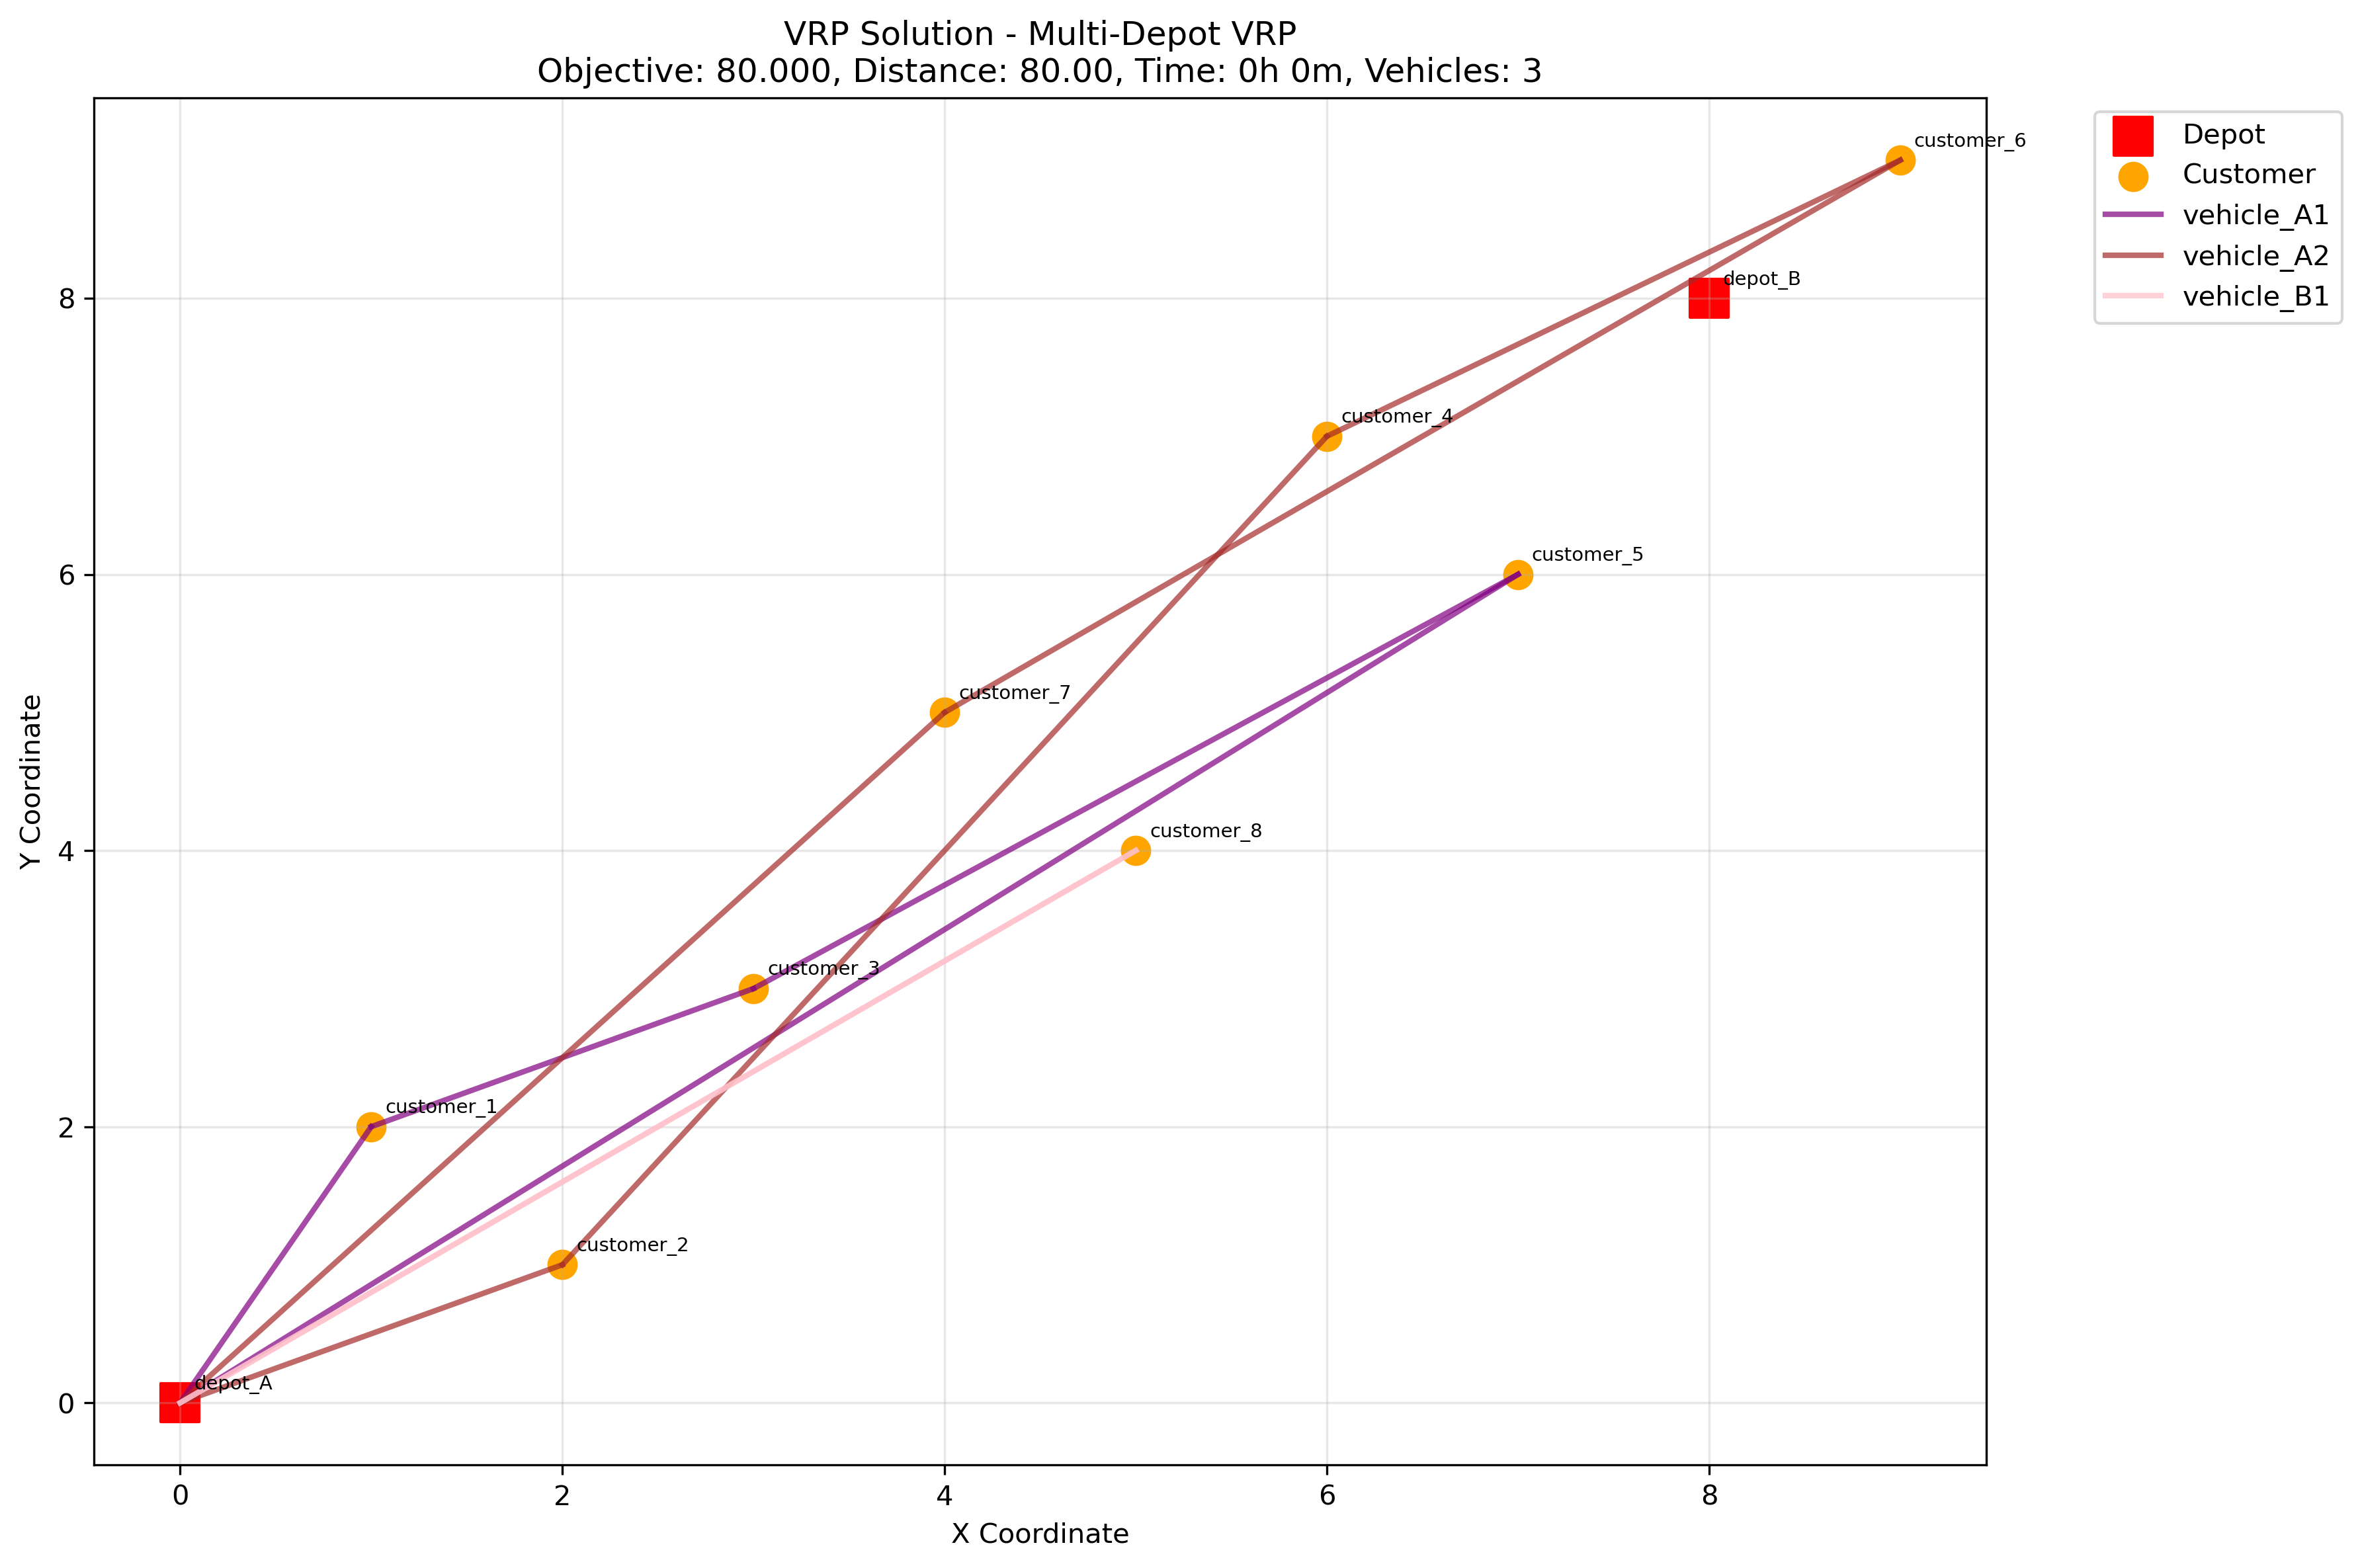 VRP Solution - Multi-Depot VRP
Objective: 80.000, Distance: 80.00, Time: 0h 0m, Vehicles: 3
Depot
Customer
vehicle_A1
vehicle_A2
vehicle_B1
customer_6
depot_B
customer_4
customer_5
customer_7
customer_8
customer_3
customer_1
customer_2
depot_A
Y Coordinate
8
6
4
2
0
0 2 4 6 8
X Coordinate